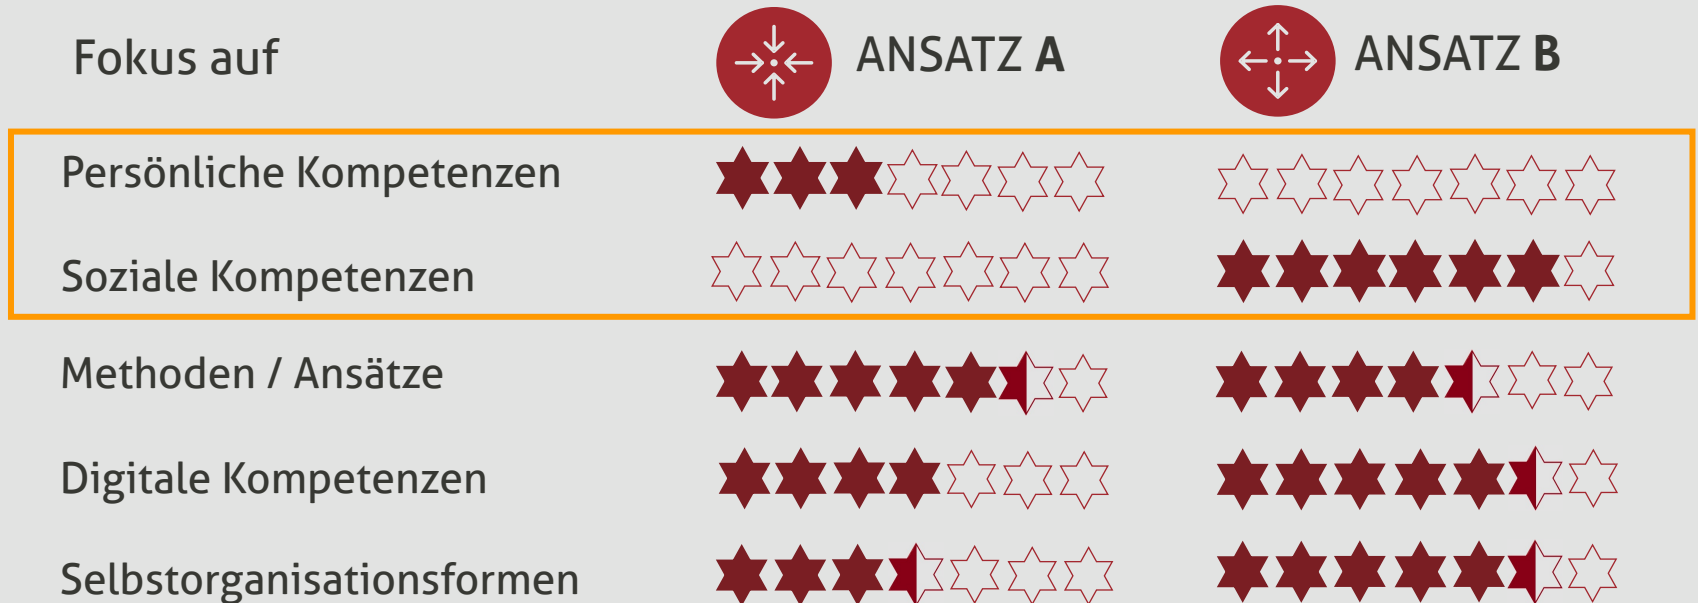 Fokus auf ANSATZ A ANSATZ B
Persönliche Kompetenzen
Soziale Kompetenzen
Methoden / Ansätze
Digitale Kompetenzen
Selbstorganisationsformen